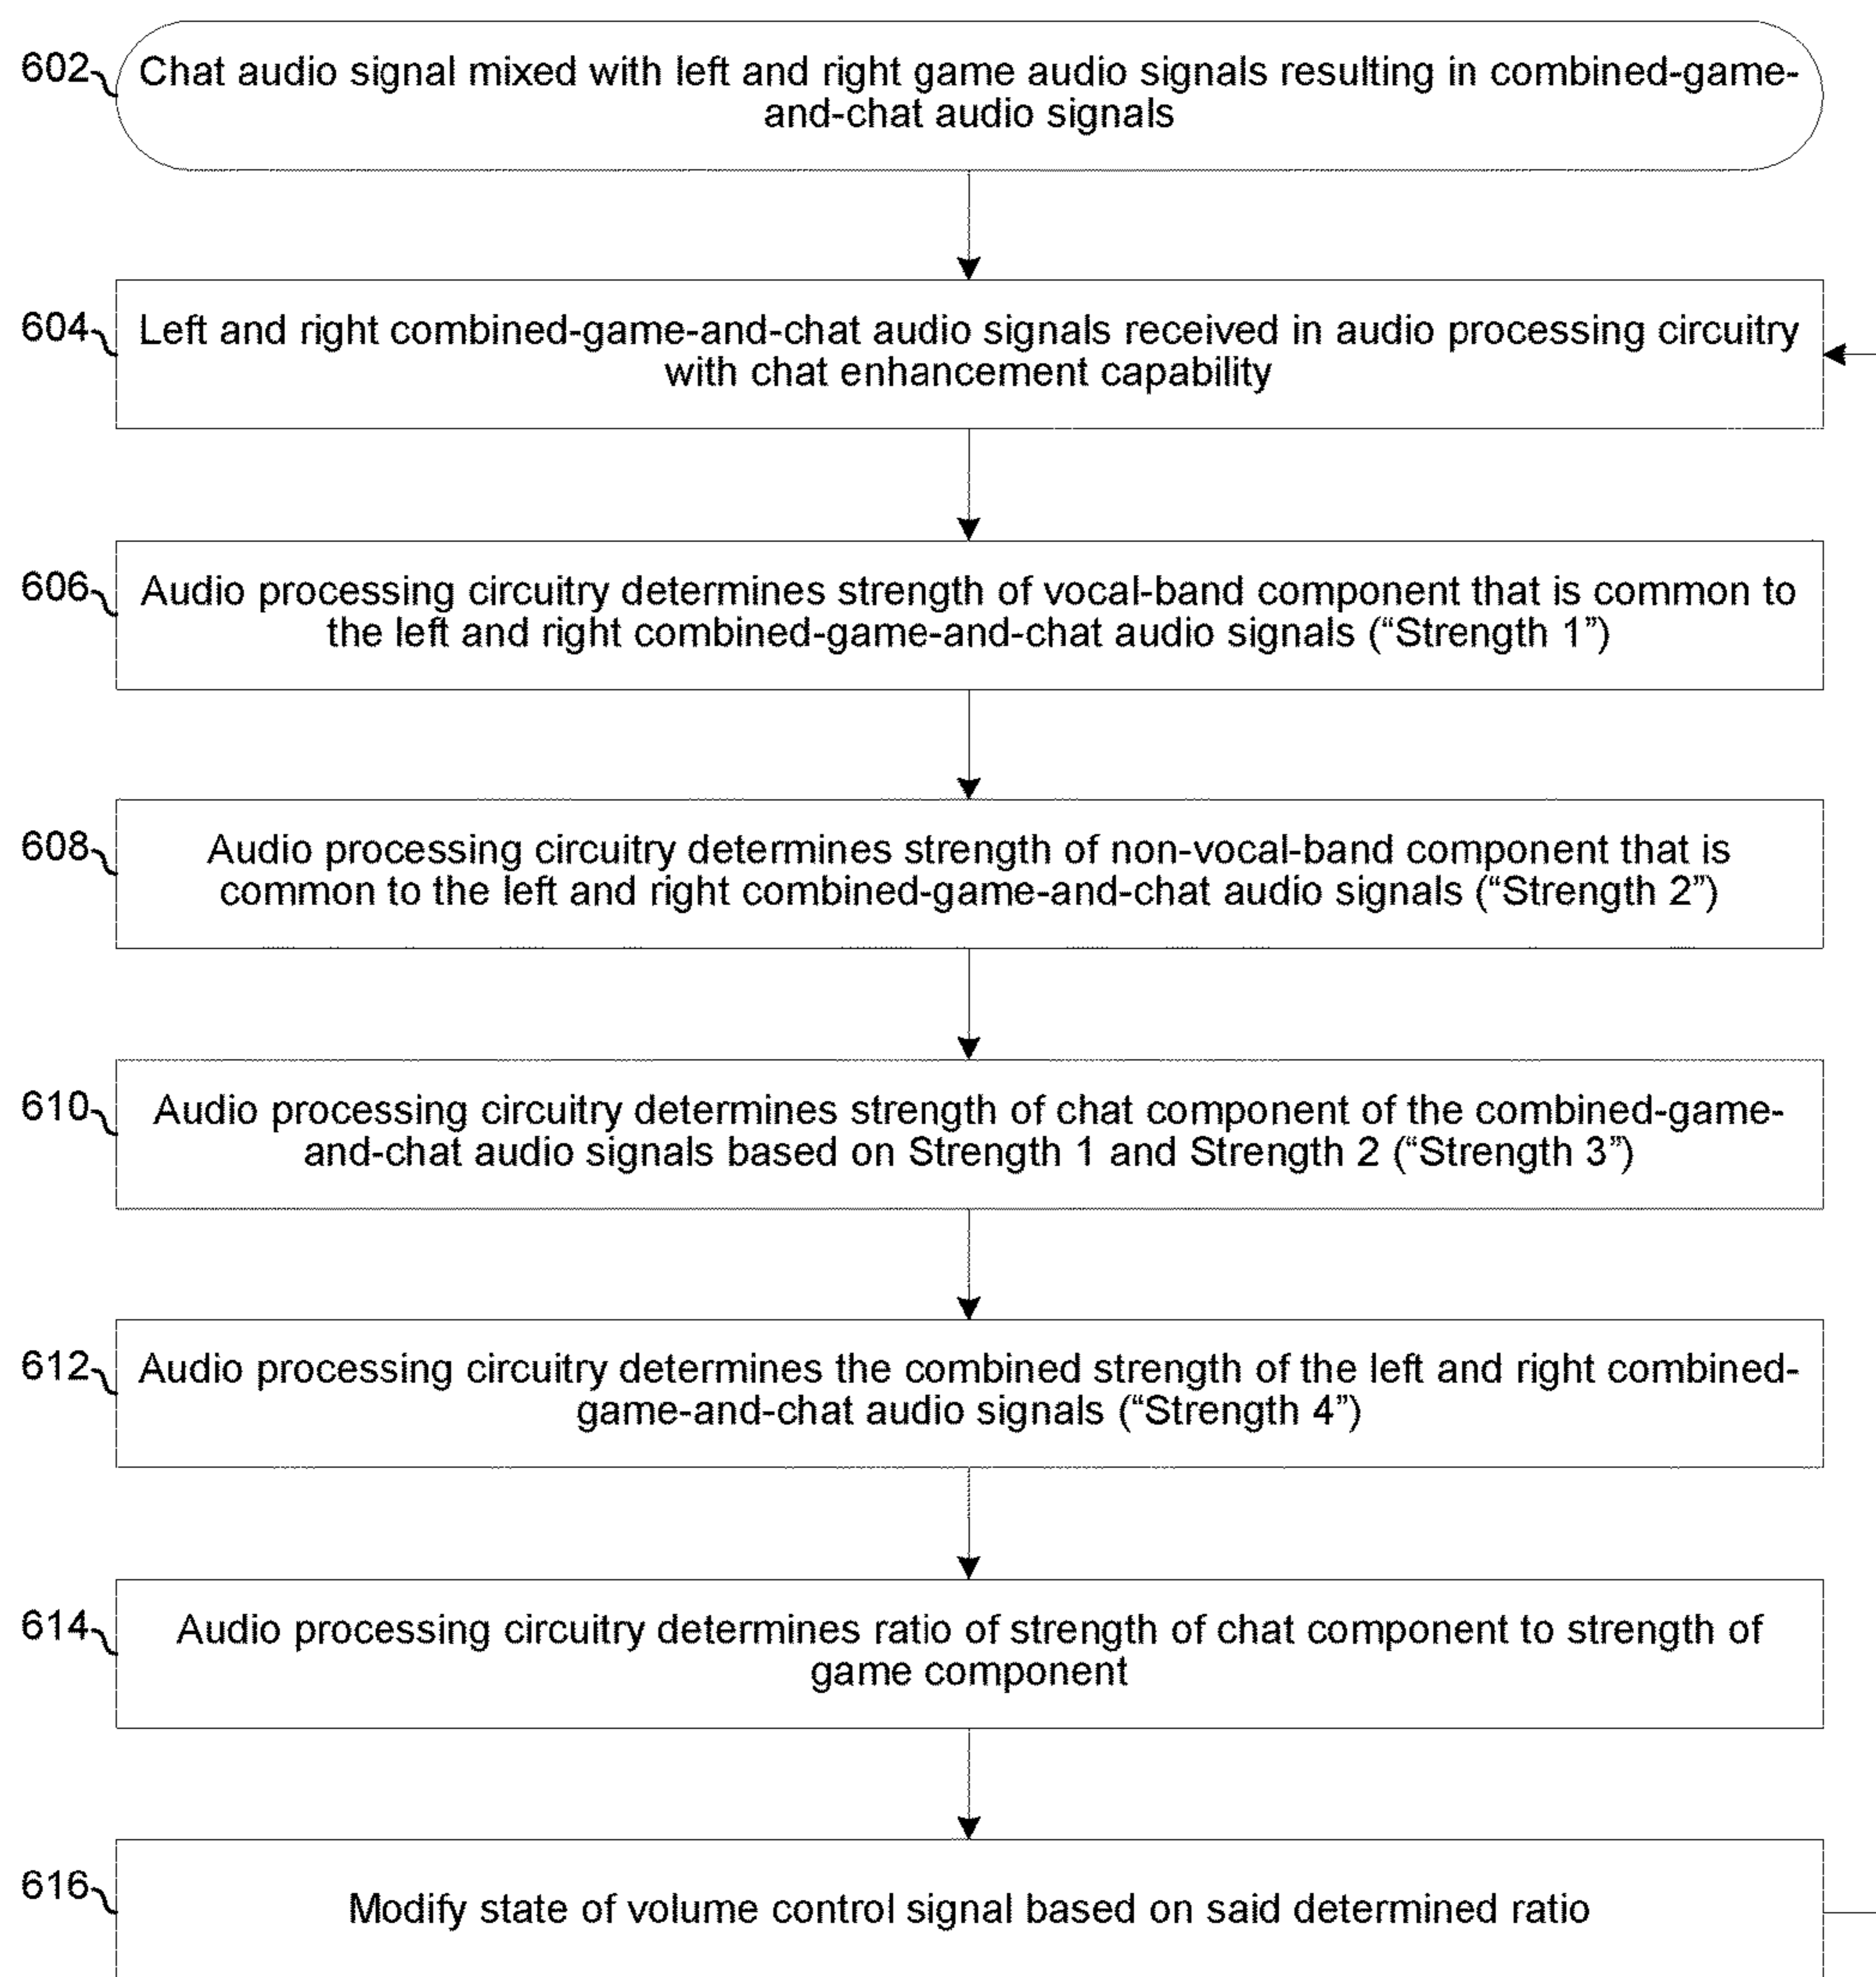 602
Chat audio signal mixed with left and right game audio signals resulting in combined-game-
and-chat audio signals
604
Left and right combined-game-and-chat audio signals received in audio processing circuitry
with chat enhancement capability
606
Audio processing circuitry determines strength of vocal-band component that is common to
the left and right combined-game-and-chat audio signals (“Strength 1”)
608
Audio processing circuitry determines strength of non-vocal-band component that is
common to the left and right combined-game-and-chat audio signals (“Strength 2”)
610
Audio processing circuitry determines strength of chat component of the combined-game-
and-chat audio signals based on Strength 1 and Strength 2 (“Strength 3”)
612
Audio processing circuitry determines the combined strength of the left and right combined-
game-and-chat audio signals (“Strength 4”)
614
Audio processing circuitry determines ratio of strength of chat component to strength of
game component
616
Modify state of volume control signal based on said determined ratio